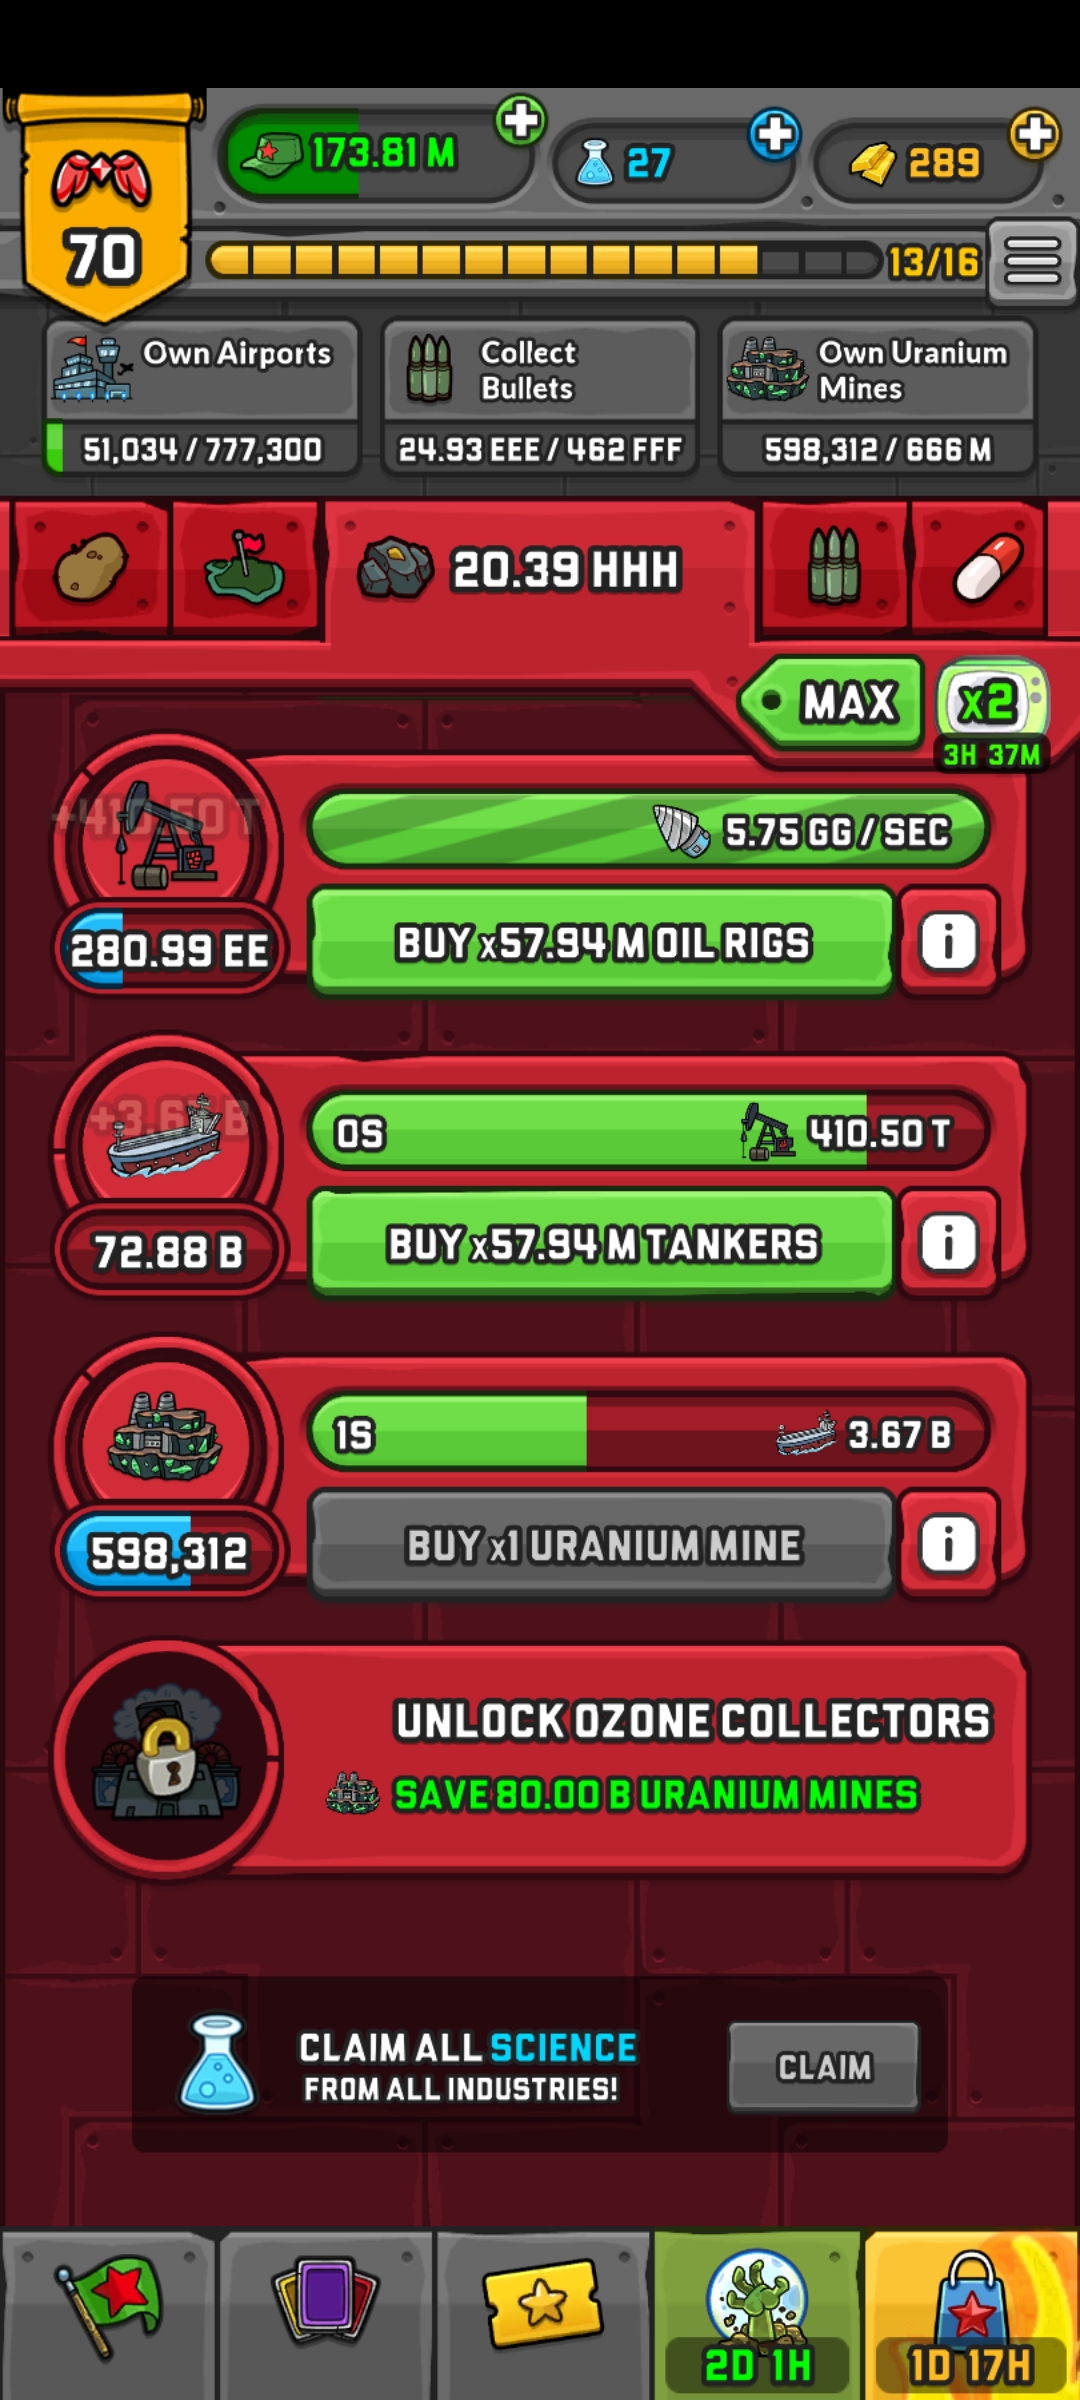 173.81 M
27
289
70
13/16
Own Airports
51,034 / 777,300
Collect
Bullets
24.93 EEE / 462 FFF
Own Uranium
Mines
598,312 / 666 M
20.39 HHH
MAX
x2
3H 37M
+410.50 T
5.75 GG / SEC
280.99 EE
BUY x57.94 M OIL RIGS
i
+3.67 B
0S
410.50 T
72.88 B
BUY x57.94 M TANKERS
i
1S
3.67 B
598,312
BUY x1 URANIUM MINE
i
UNLOCK OZONE COLLECTORS
SAVE 80.00 B URANIUM MINES
CLAIM ALL SCIENCE
FROM ALL INDUSTRIES!
CLAIM
2D 1H
1D 17H